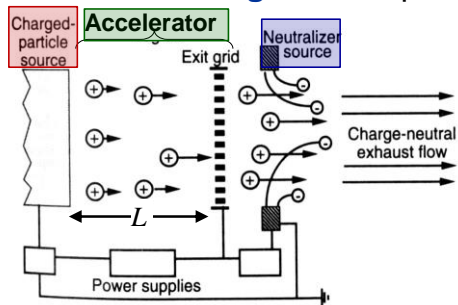 Charged-
particle
source
Accelerator
Exit grid
Neutralizer
source
Charge-neutral
exhaust flow
L
Power supplies